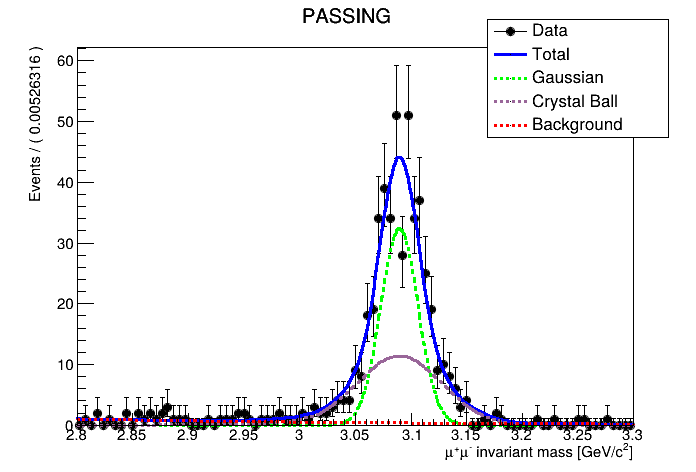 PASSING
Data
Total
Gaussian
Crystal Ball
Background
Events / ( 0.00526316 )
60
50
40
30
20
10
0
2.8 2.85 2.9 2.95 3 3.05 3.1 3.15 3.2 3.25 3.3
μ⁺μ⁻ invariant mass [GeV/c²]